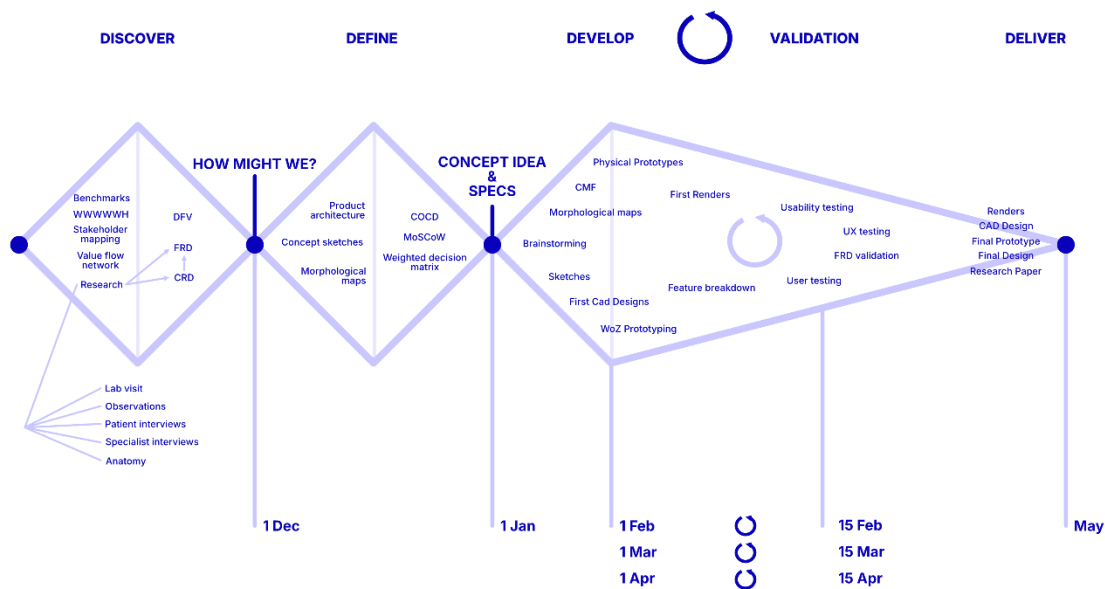 DISCOVER
DEFINE
DEVELOP
VALIDATION
DELIVER
HOW MIGHT WE?
CONCEPT IDEA
&
SPECS
Benchmarks
WWWWWH
Stakeholder
mapping
Value flow
network
Research
DFV
FRD
CRD
Lab visit
Observations
Patient interviews
Specialist interviews
Anatomy
Product
architecture
Concept sketches
Morphological
maps
COCD
MoSCoW
Weighted decision
matrix
Physical Prototypes
CMF
First Renders
Morphological maps
Brainstorming
Sketches
First Cad Designs
Feature breakdown
WoZ Prototyping
Usability testing
UX testing
FRD validation
User testing
Renders
CAD Design
Final Prototype
Final Design
Research Paper
1 Dec
1 Jan
1 Feb
15 Feb
May
1 Mar
15 Mar
1 Apr
15 Apr